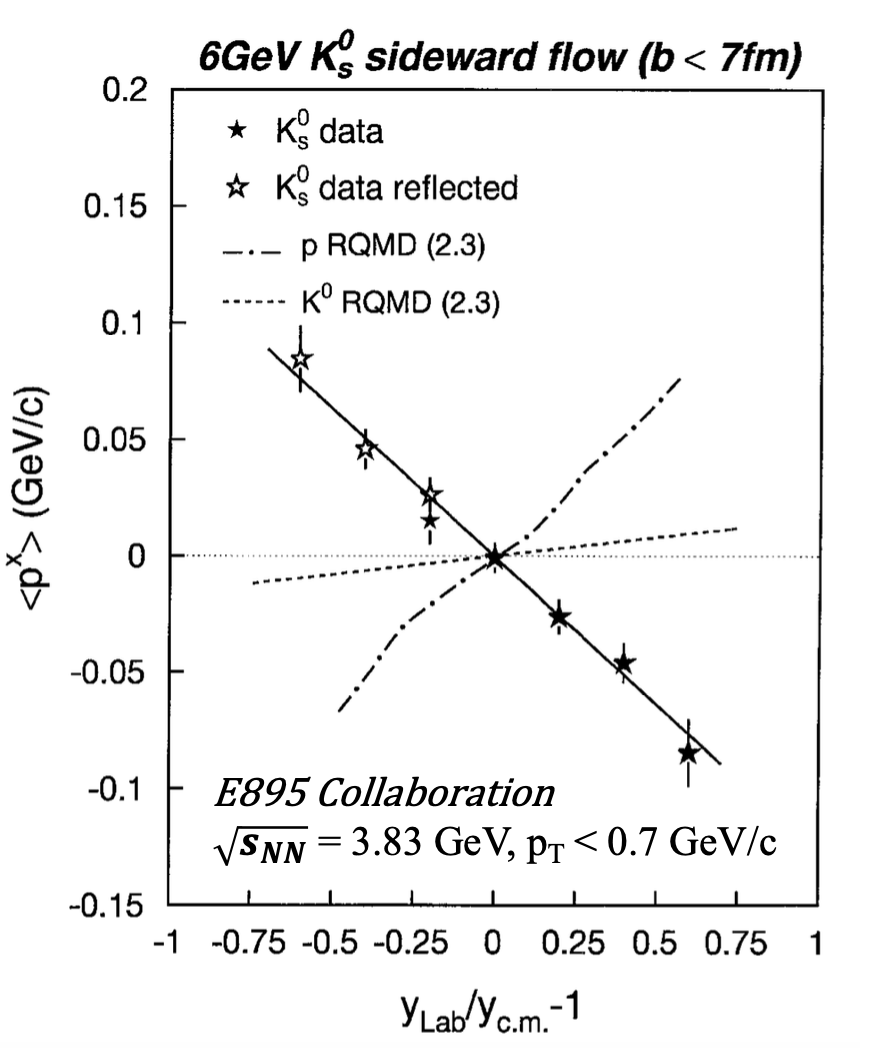 6GeV K⁰ₛ sideward flow (b < 7fm)
0.2
0.15
0.1
0.05
0
-0.05
-0.1
-0.15
<pˣ> (GeV/c)
K⁰ₛ data
K⁰ₛ data reflected
p RQMD (2.3)
K⁰ RQMD (2.3)
E895 Collaboration
√sNN = 3.83 GeV, pT < 0.7 GeV/c
-1 -0.75 -0.5 -0.25 0 0.25 0.5 0.75 1
yLab/yc.m.-1